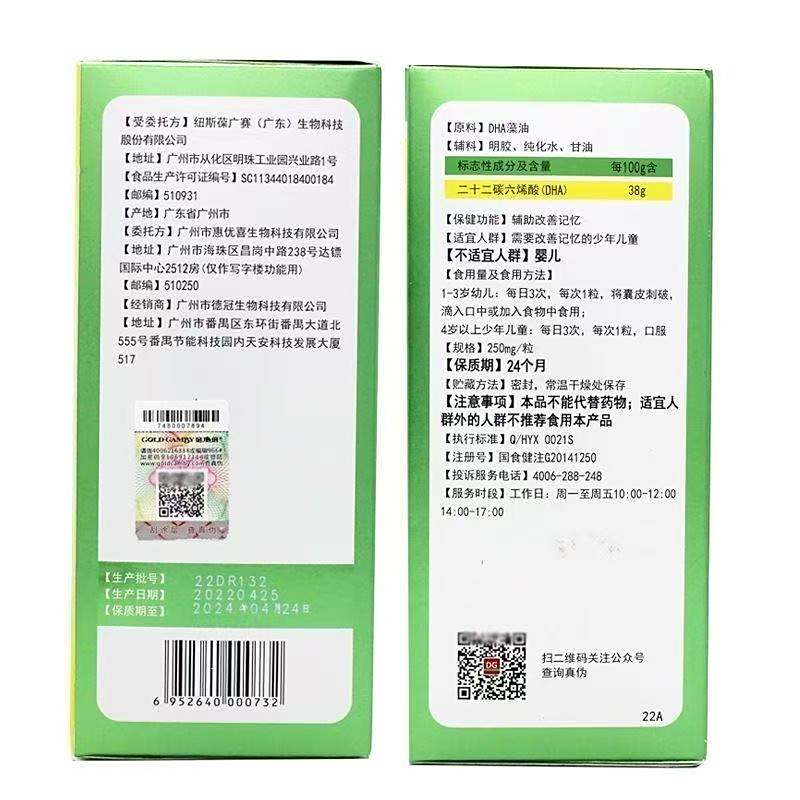 【受委托方】纽斯葆广赛（广东）生物科技
股份有限公司
【地址】广州市从化区明珠工业园兴业路1号
【食品生产许可证编号】SC11344018400184
【邮编】510931
【产地】广东省广州市
【委托方】广州市惠优喜生物科技有限公司
【地址】广州市海珠区昌岗中路238号达镖
国际中心2512房(仅作写字楼功能用)
【邮编】510250
【经销商】广州市德冠生物科技有限公司
【地址】广州市番禺区东环街番禺大道北
555号番禺节能科技园内天安科技发展大厦
517
7480007894
GOLD GAMBY
【生产批号】 22DR132
【生产日期】 20220425
【保质期至】 2024年04月24日
6 952640 000732
【原料】DHA藻油
【辅料】明胶、纯化水、甘油
标志性成分及含量 每100g含
二十二碳六烯酸(DHA) 38g
【保健功能】辅助改善记忆
【适宜人群】需要改善记忆的少年儿童
【不适宜人群】婴儿
【食用量及食用方法】
1-3岁幼儿：每日3次，每次1粒，将囊皮刺破，
滴入口中或加入食物中食用；
4岁以上少年儿童：每日3次，每次1粒，口服
【规格】250mg/粒
【保质期】24个月
【贮藏方法】密封，常温干燥处保存
【注意事项】本品不能代替药物；适宜人
群外的人群不推荐食用本产品
【执行标准】Q/HYX 0021S
【注册号】国食健注G20141250
【投诉服务电话】4006-288-248
【服务时段】工作日：周一至周五10:00-12:00
14:00-17:00
DG
扫二维码关注公众号
查询真伪
22A